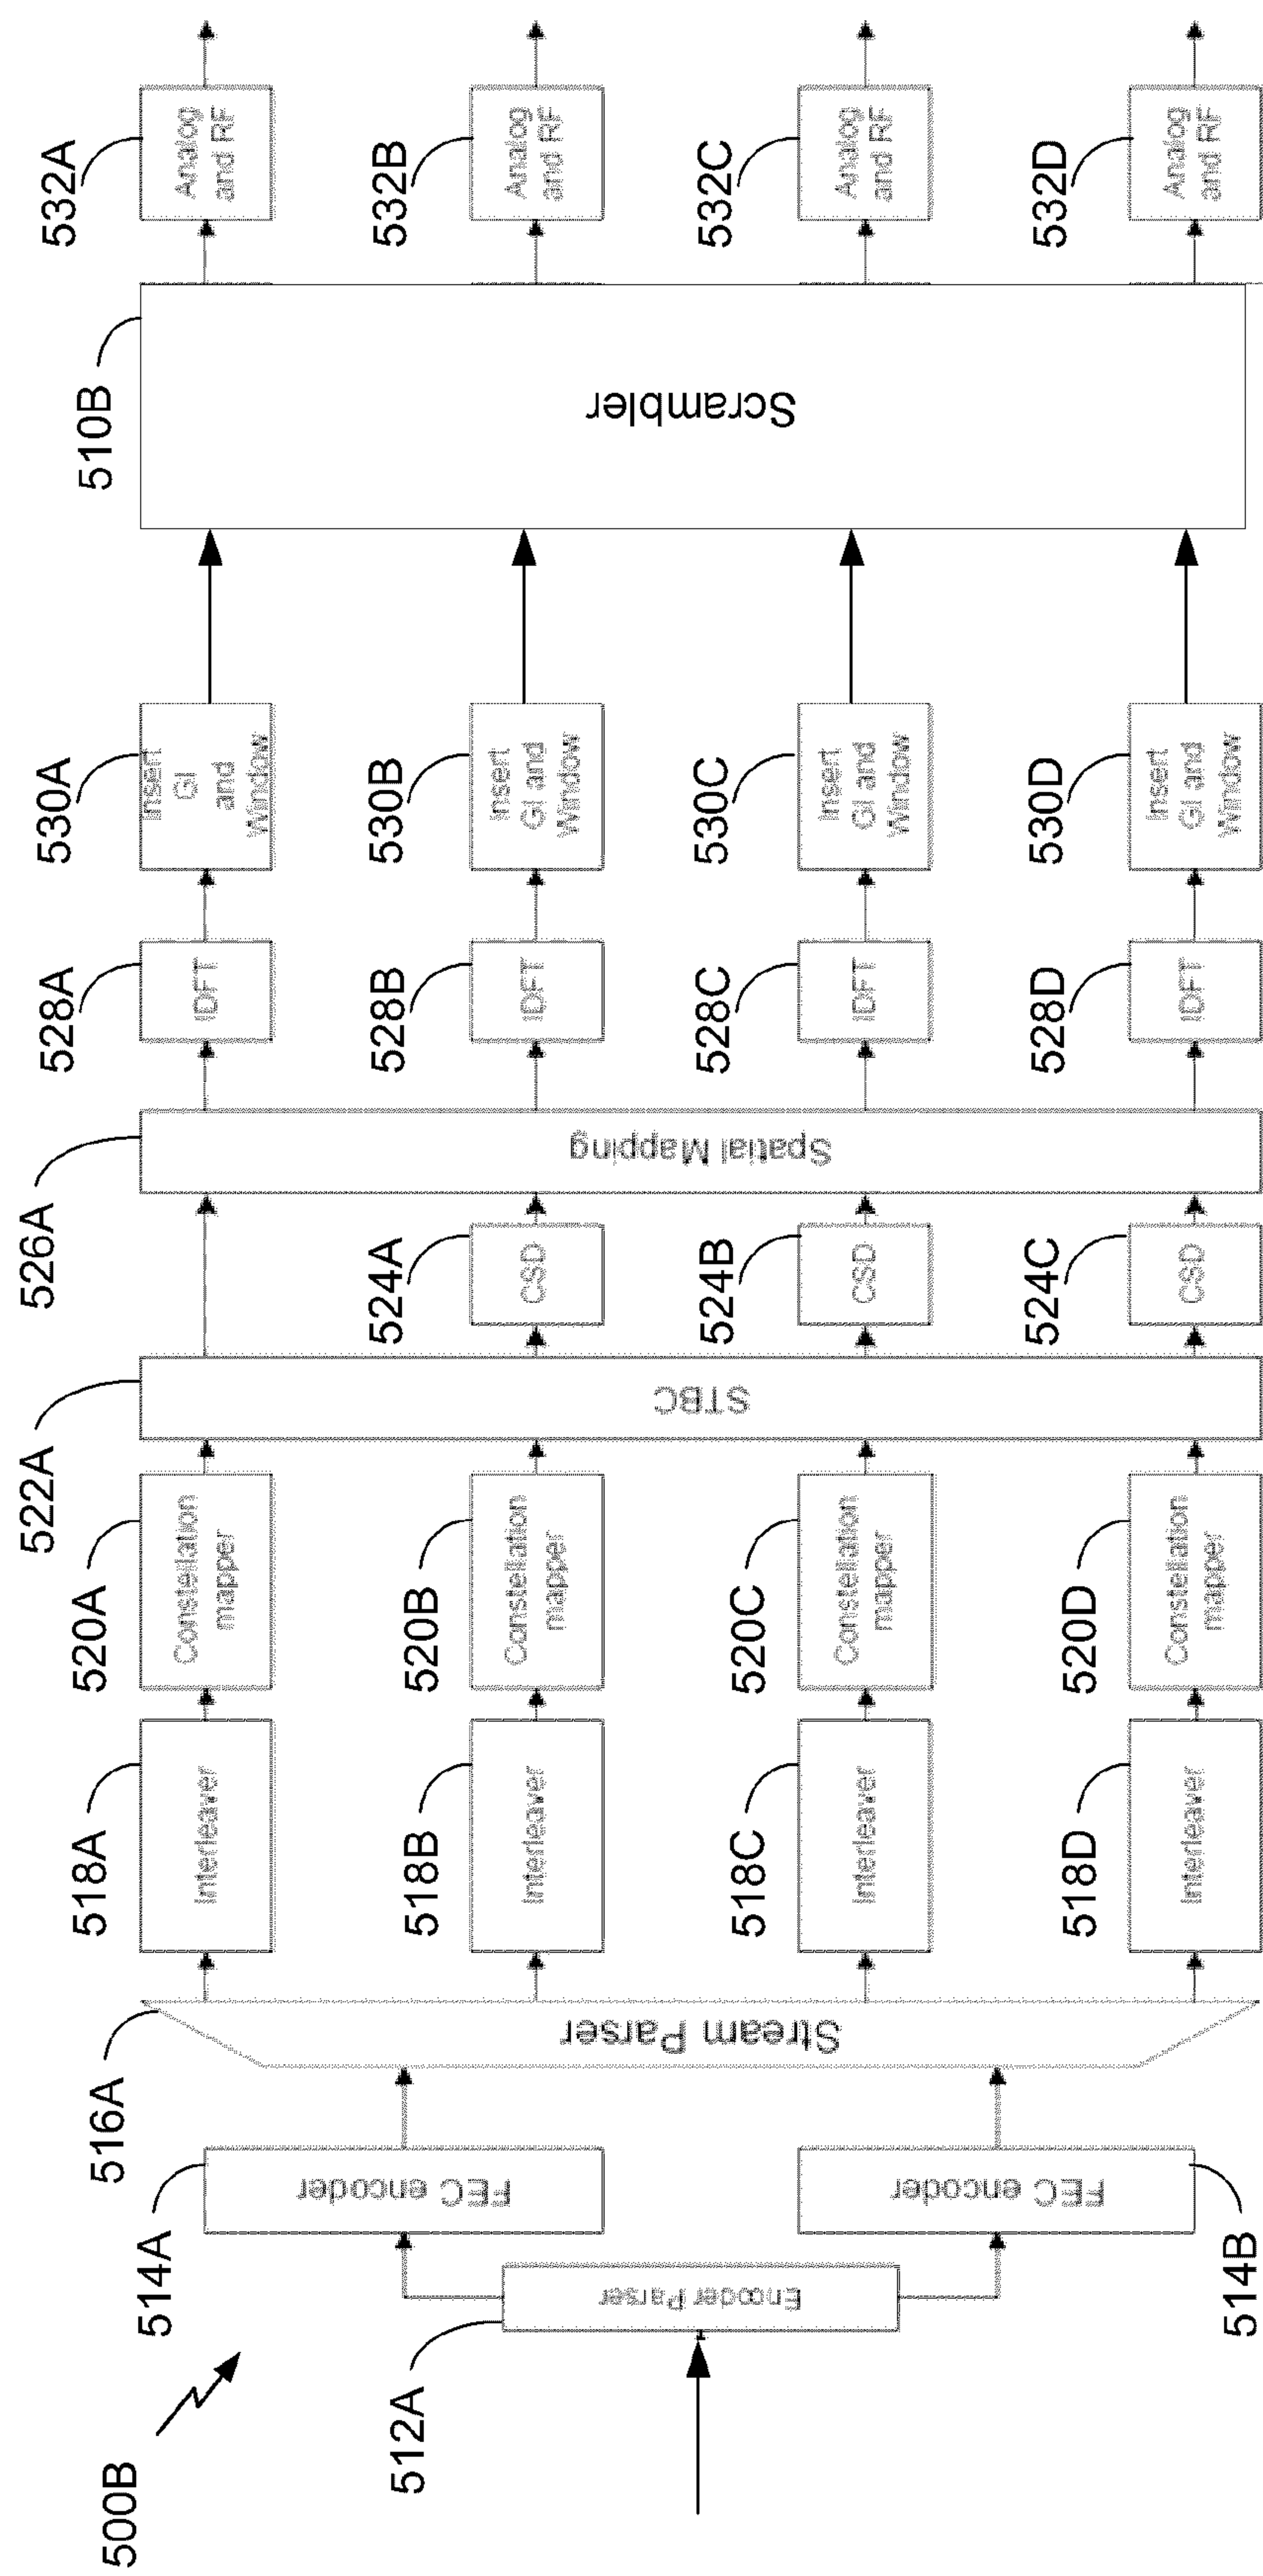 500B
512A
Encoder Parser
514A
FEC encoder
514B
FEC encoder
516A
Stream Parser
518A
Interleaver
518B
Interleaver
518C
Interleaver
518D
Interleaver
520A
Constellation
mapper
520B
Constellation
mapper
520C
Constellation
mapper
520D
Constellation
mapper
522A
STBC
524A
CSD
524B
CSD
524C
CSD
526A
Spatial Mapping
528A
IDFT
528B
IDFT
528C
IDFT
528D
IDFT
530A
Insert
GI
and
Window
530B
Insert
GI and
Window
530C
Insert
GI and
Window
530D
Insert
GI and
Window
510B
Scrambler
532A
Analog
and RF
532B
Analog
and RF
532C
Analog
and RF
532D
Analog
and RF